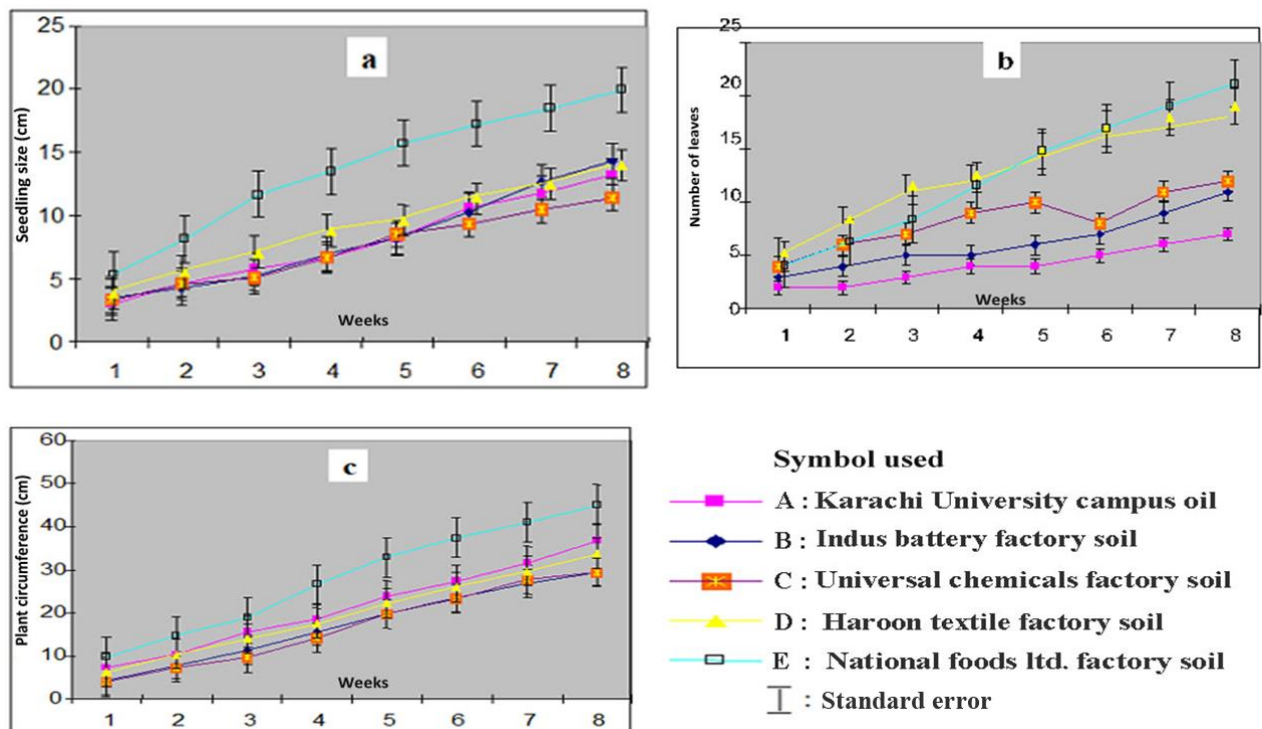 a
Seedling size (cm)
25
20
15
10
5
0
Weeks
1 2 3 4 5 6 7 8
b
Number of leaves
25
20
15
10
5
0
Weeks
1 2 3 4 5 6 7 8
c
Plant circumference (cm)
60
50
40
30
20
10
0
Weeks
1 2 3 4 5 6 7 8
Symbol used
A : Karachi University campus oil
B : Indus battery factory soil
C : Universal chemicals factory soil
D : Haroon textile factory soil
E : National foods ltd. factory soil
: Standard error